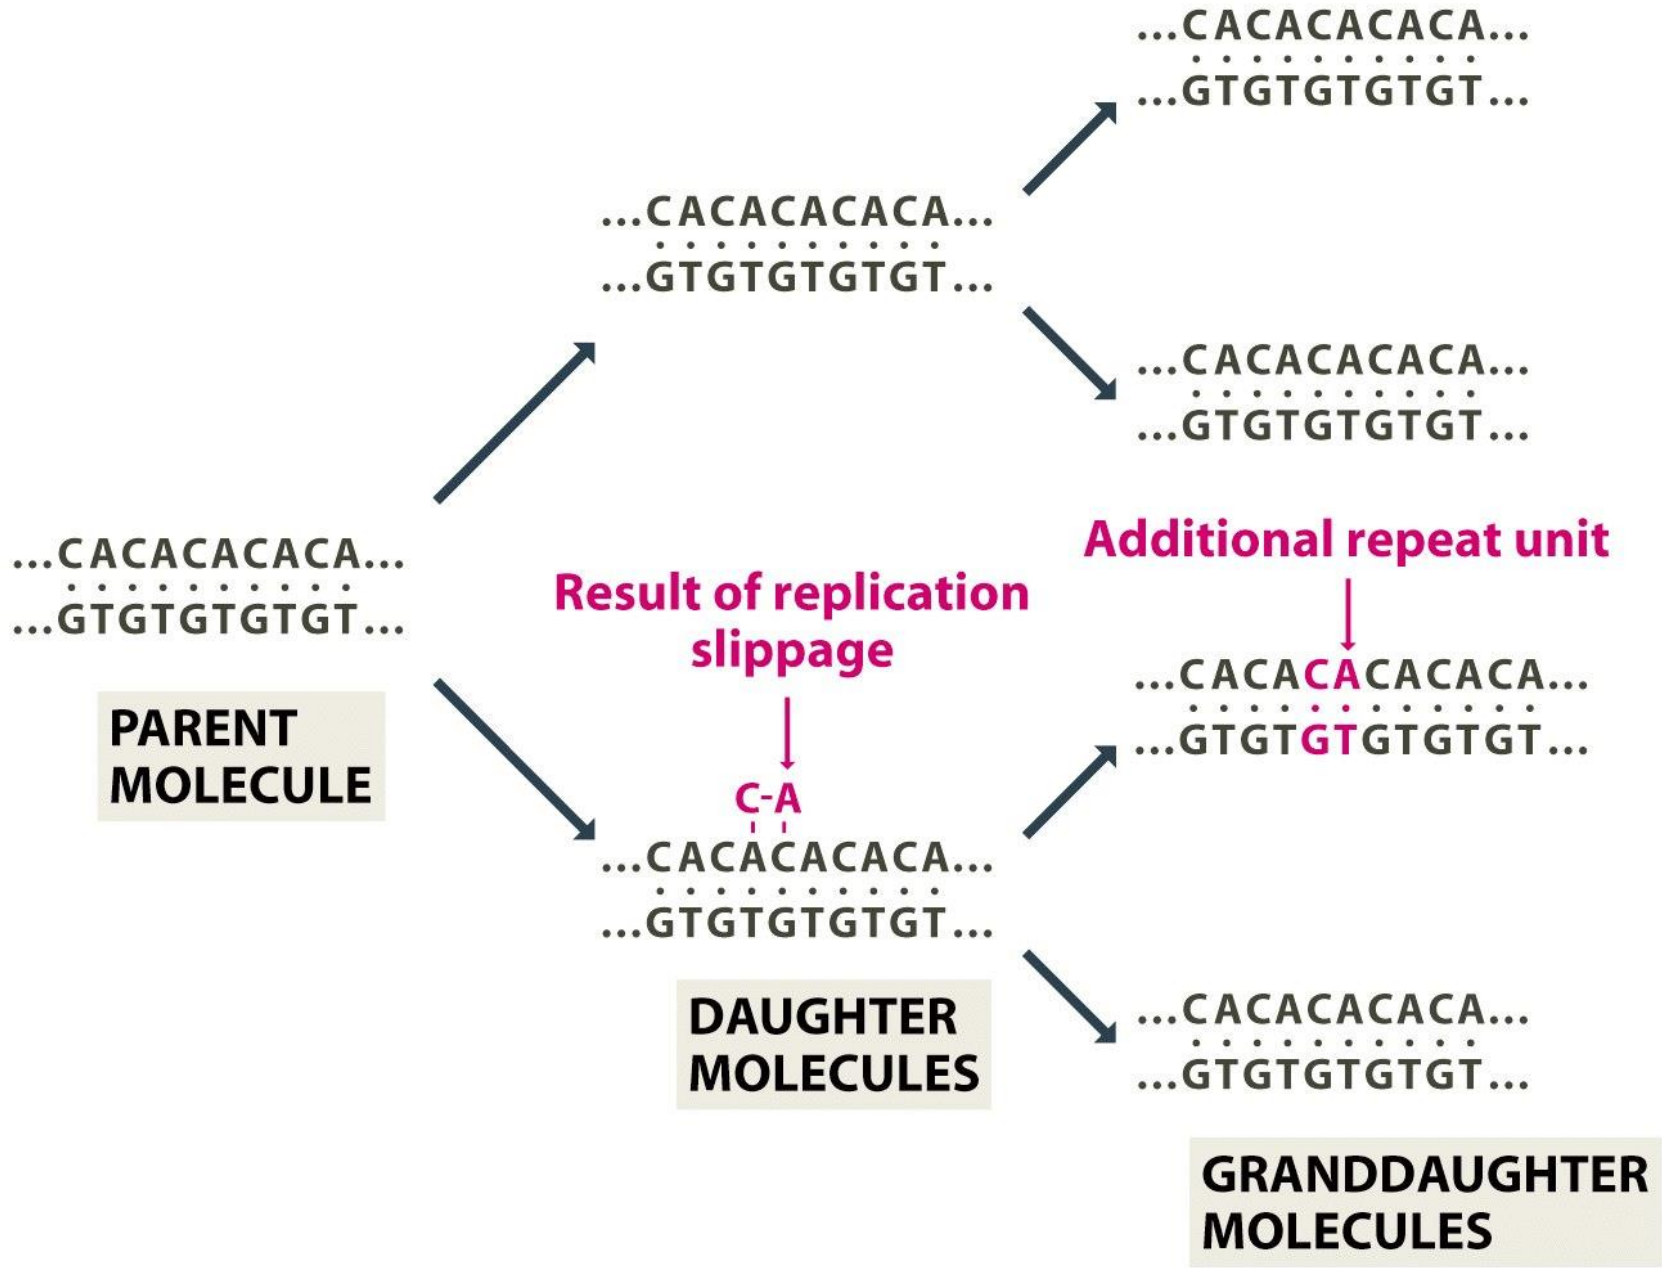 ...CACACACACA...
...GTGTGTGTGT...
...CACACACACA...
...GTGTGTGTGT...
...CACACACACA...
...GTGTGTGTGT...
Additional repeat unit
...CACACACACA...
...GTGTGTGTGT...
PARENT
MOLECULE
Result of replication
slippage
C-A
...CACACACACA...
...GTGTGTGTGT...
DAUGHTER
MOLECULES
...CACACACACACA...
...GTGTGTGTGTGT...
...CACACACACA...
...GTGTGTGTGT...
GRANDDAUGHTER
MOLECULES